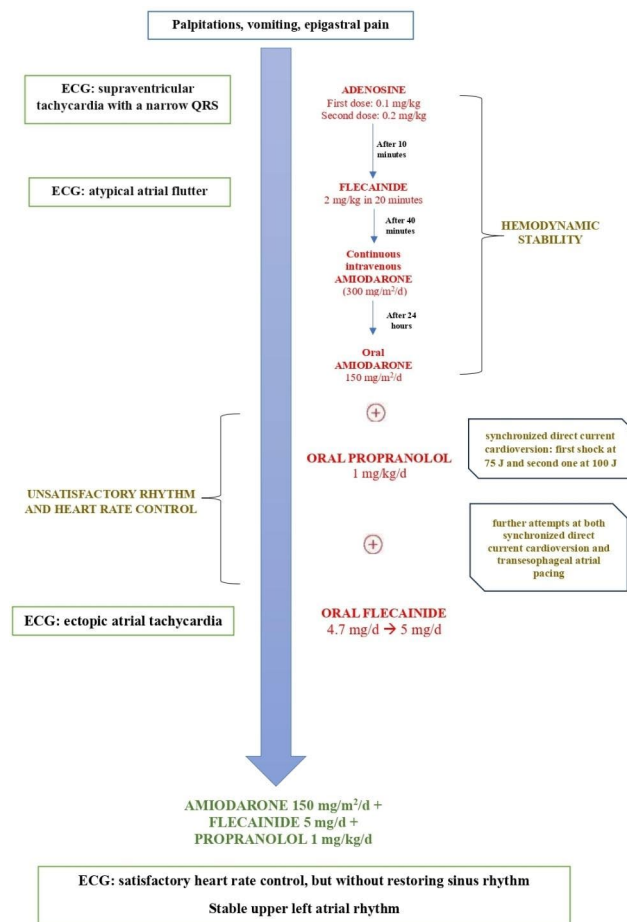 Palpitations, vomiting, epigastral pain
ECG: supraventricular
tachycardia with a narrow QRS
ADENOSINE
First dose: 0.1 mg/kg
Second dose: 0.2 mg/kg
After 10
minutes
ECG: atypical atrial flutter
FLECAINIDE
2 mg/kg in 20 minutes
After 40
minutes
HEMODYNAMIC
STABILITY
Continuous
intravenous
AMIODARONE
(300 mg/m²/d)
After 24
hours
Oral
AMIODARONE
150 mg/m²/d
+
ORAL PROPRANOLOL
1 mg/kg/d
synchronized direct current
cardioversion: first shock at
75 J and second one at 100 J
UNSATISFACTORY RHYTHM
AND HEART RATE CONTROL
+
further attempts at both
synchronized direct
current cardioversion and
transesophageal atrial
pacing
ECG: ectopic atrial tachycardia
ORAL FLECAINIDE
4.7 mg/d → 5 mg/d
AMIODARONE 150 mg/m²/d +
FLECAINIDE 5 mg/d +
PROPRANOLOL 1 mg/kg/d
ECG: satisfactory heart rate control, but without restoring sinus rhythm
Stable upper left atrial rhythm